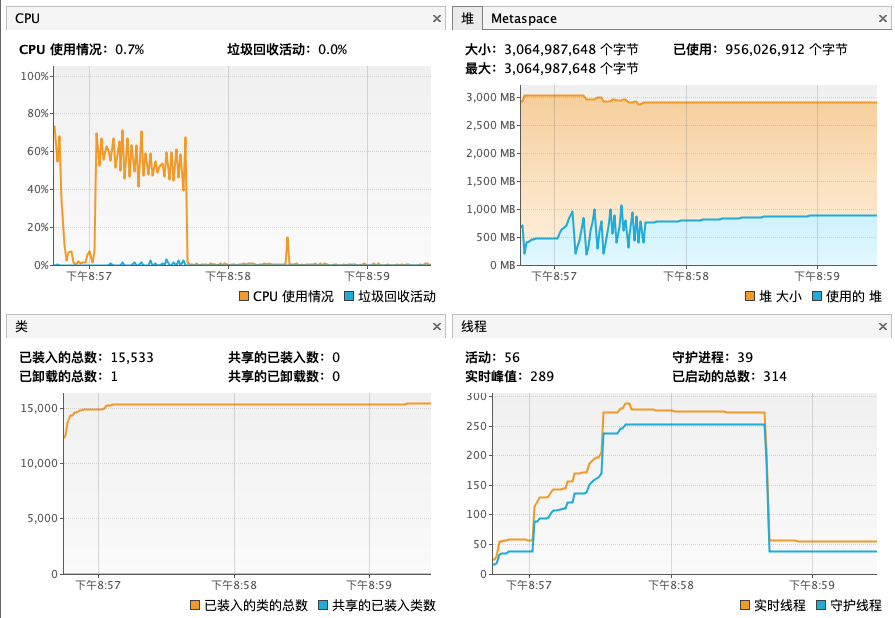 CPU
CPU 使用情况：0.7%
垃圾回收活动：0.0%
100%
80%
60%
40%
20%
0%
下午8:57
下午8:58
下午8:59
CPU 使用情况
垃圾回收活动
堆
Metaspace
大小：3,064,987,648 个字节
已使用：956,026,912 个字节
最大：3,064,987,648 个字节
3,000 MB
2,500 MB
2,000 MB
1,500 MB
1,000 MB
500 MB
0 MB
下午8:57
下午8:58
下午8:59
堆 大小
使用的 堆
类
已装入的总数：15,533
共享的已装入数：0
已卸载的总数：1
共享的已卸载数：0
15,000
10,000
5,000
0
下午8:57
下午8:58
下午8:59
已装入的类的总数
共享的已装入类数
线程
活动：56
守护进程：39
实时峰值：289
已启动的总数：314
300
250
200
150
100
50
0
下午8:57
下午8:58
下午8:59
实时线程
守护线程